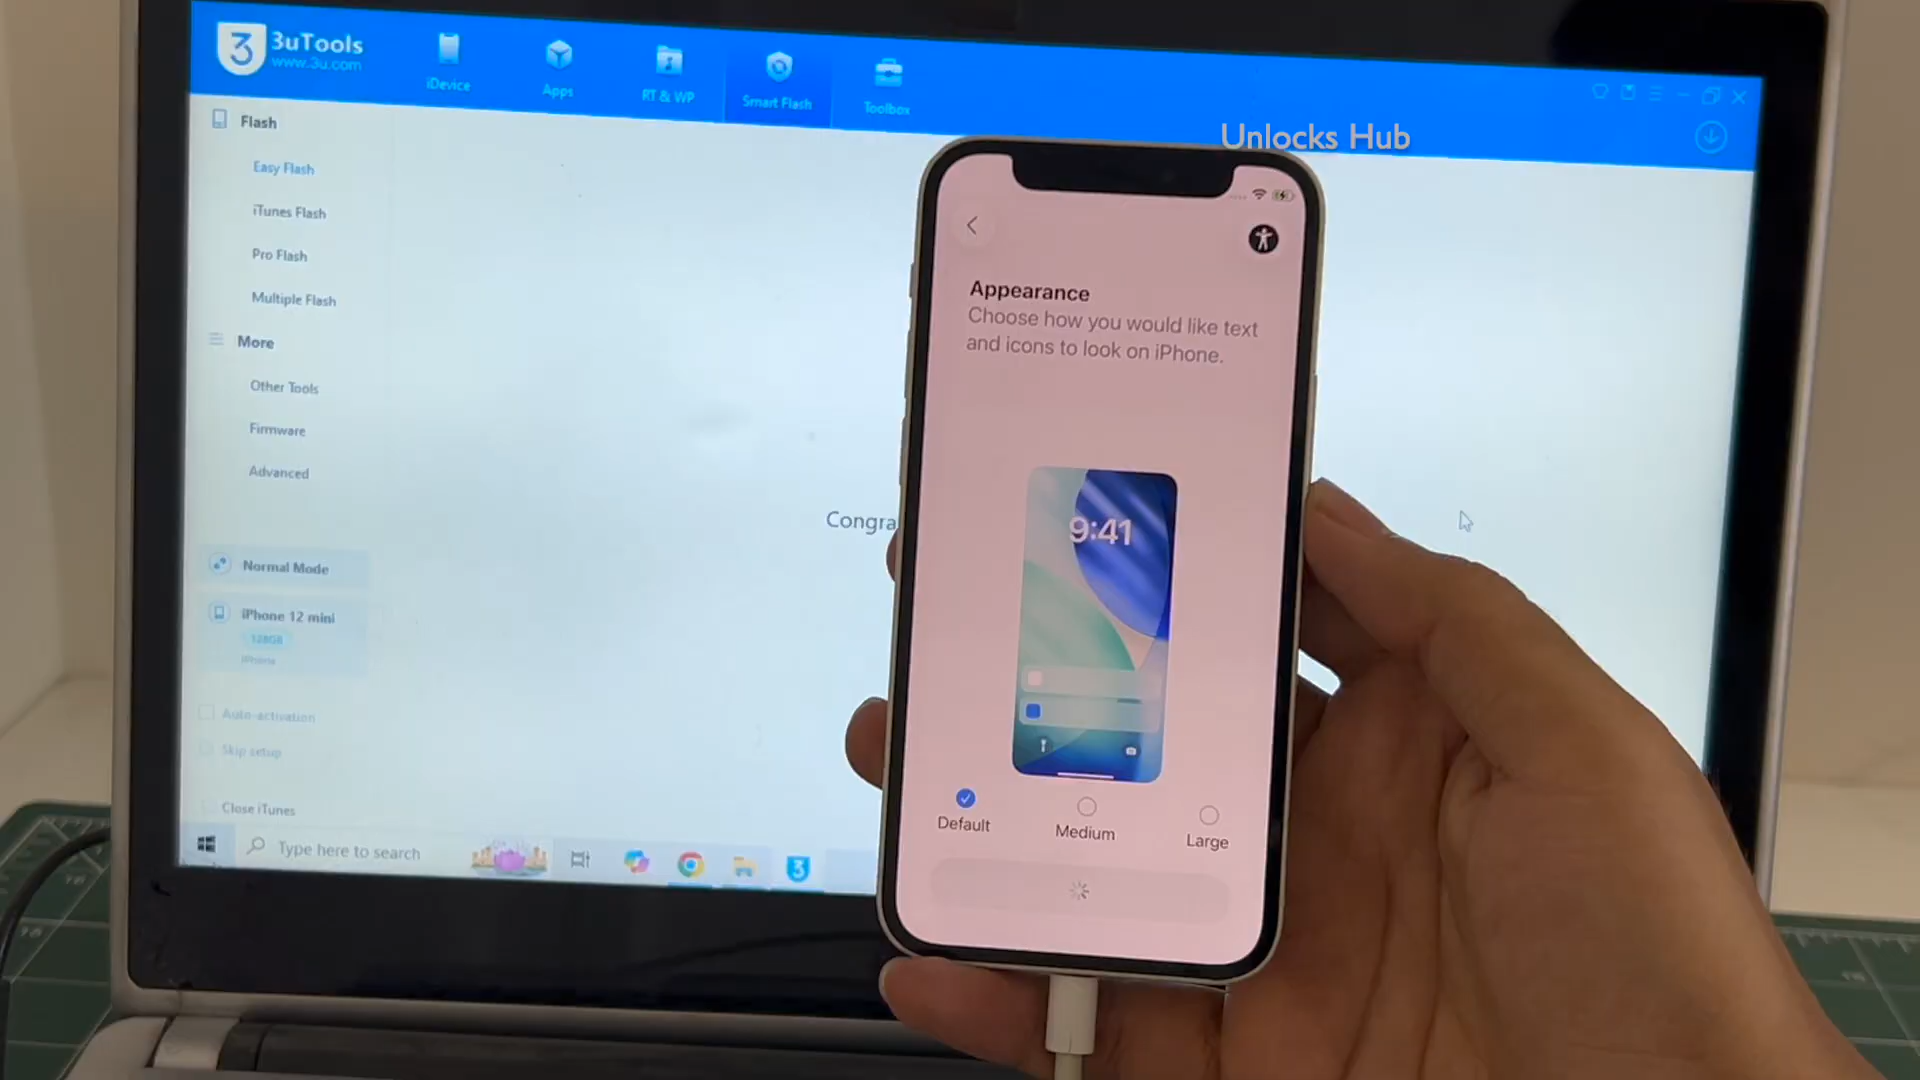 3uTools
www.3u.com
iDevice
Apps
RT & WP
Smart Flash
Toolbox
Unlocks Hub
Flash
Easy Flash
iTunes Flash
Pro Flash
Multiple Flash
More
Other Tools
Firmware
Advanced
Normal Mode
iPhone 12 mini
128GB
iPhone
Auto-activation
Skip setup
Close iTunes
Type here to search
Congra
Appearance
Choose how you would like text
and icons to look on iPhone.
9:41
Default
Medium
Large